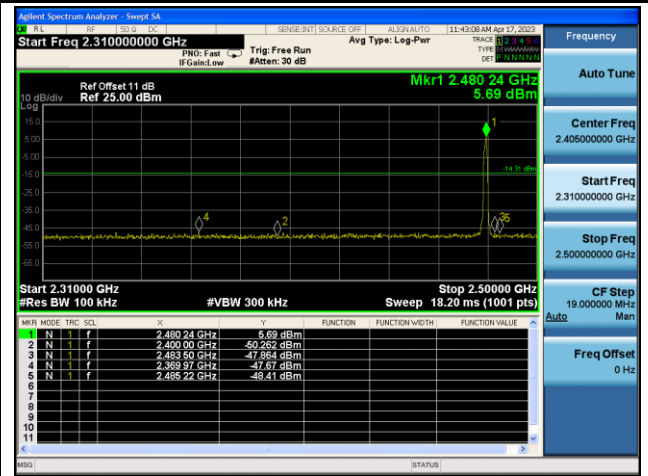 Agilent Spectrum Analyzer - Swept SA
RL RF 50 Ω DC SENSE:INT SOURCE OFF ALIGN AUTO 11:43:08 AM Apr 17, 2023
Start Freq 2.310000000 GHz
PNO: Fast
IFGain:Low
Trig: Free Run
#Atten: 30 dB
Avg Type: Log-Pwr
TRACE 1 2 3 4 5 6
TYPE M
DET P N N N N N
Ref Offset 11 dB
Ref 25.00 dBm
10 dB/div
Log
Mkr1 2.480 24 GHz
5.69 dBm
15.0
5.00
-5.00
-15.0
-25.0
-35.0
-45.0
-55.0
-65.0
-14.31 dBm
1
4
2
3
5
Start 2.31000 GHz
#Res BW 100 kHz
#VBW 300 kHz
Stop 2.50000 GHz
Sweep 18.20 ms (1001 pts)
MKR MODE TRC SCL X Y FUNCTION FUNCTION WIDTH FUNCTION VALUE
1 N 1 f 2.480 24 GHz 5.69 dBm
2 N 1 f 2.400 00 GHz -50.262 dBm
3 N 1 f 2.483 50 GHz -47.864 dBm
4 N 1 f 2.369 97 GHz -47.67 dBm
5 N 1 f 2.485 22 GHz -48.41 dBm
6
7
8
9
10
11
MSG
STATUS
Frequency
Auto Tune
Center Freq
2.405000000 GHz
Start Freq
2.310000000 GHz
Stop Freq
2.500000000 GHz
CF Step
19.000000 MHz
Auto Man
Freq Offset
0 Hz